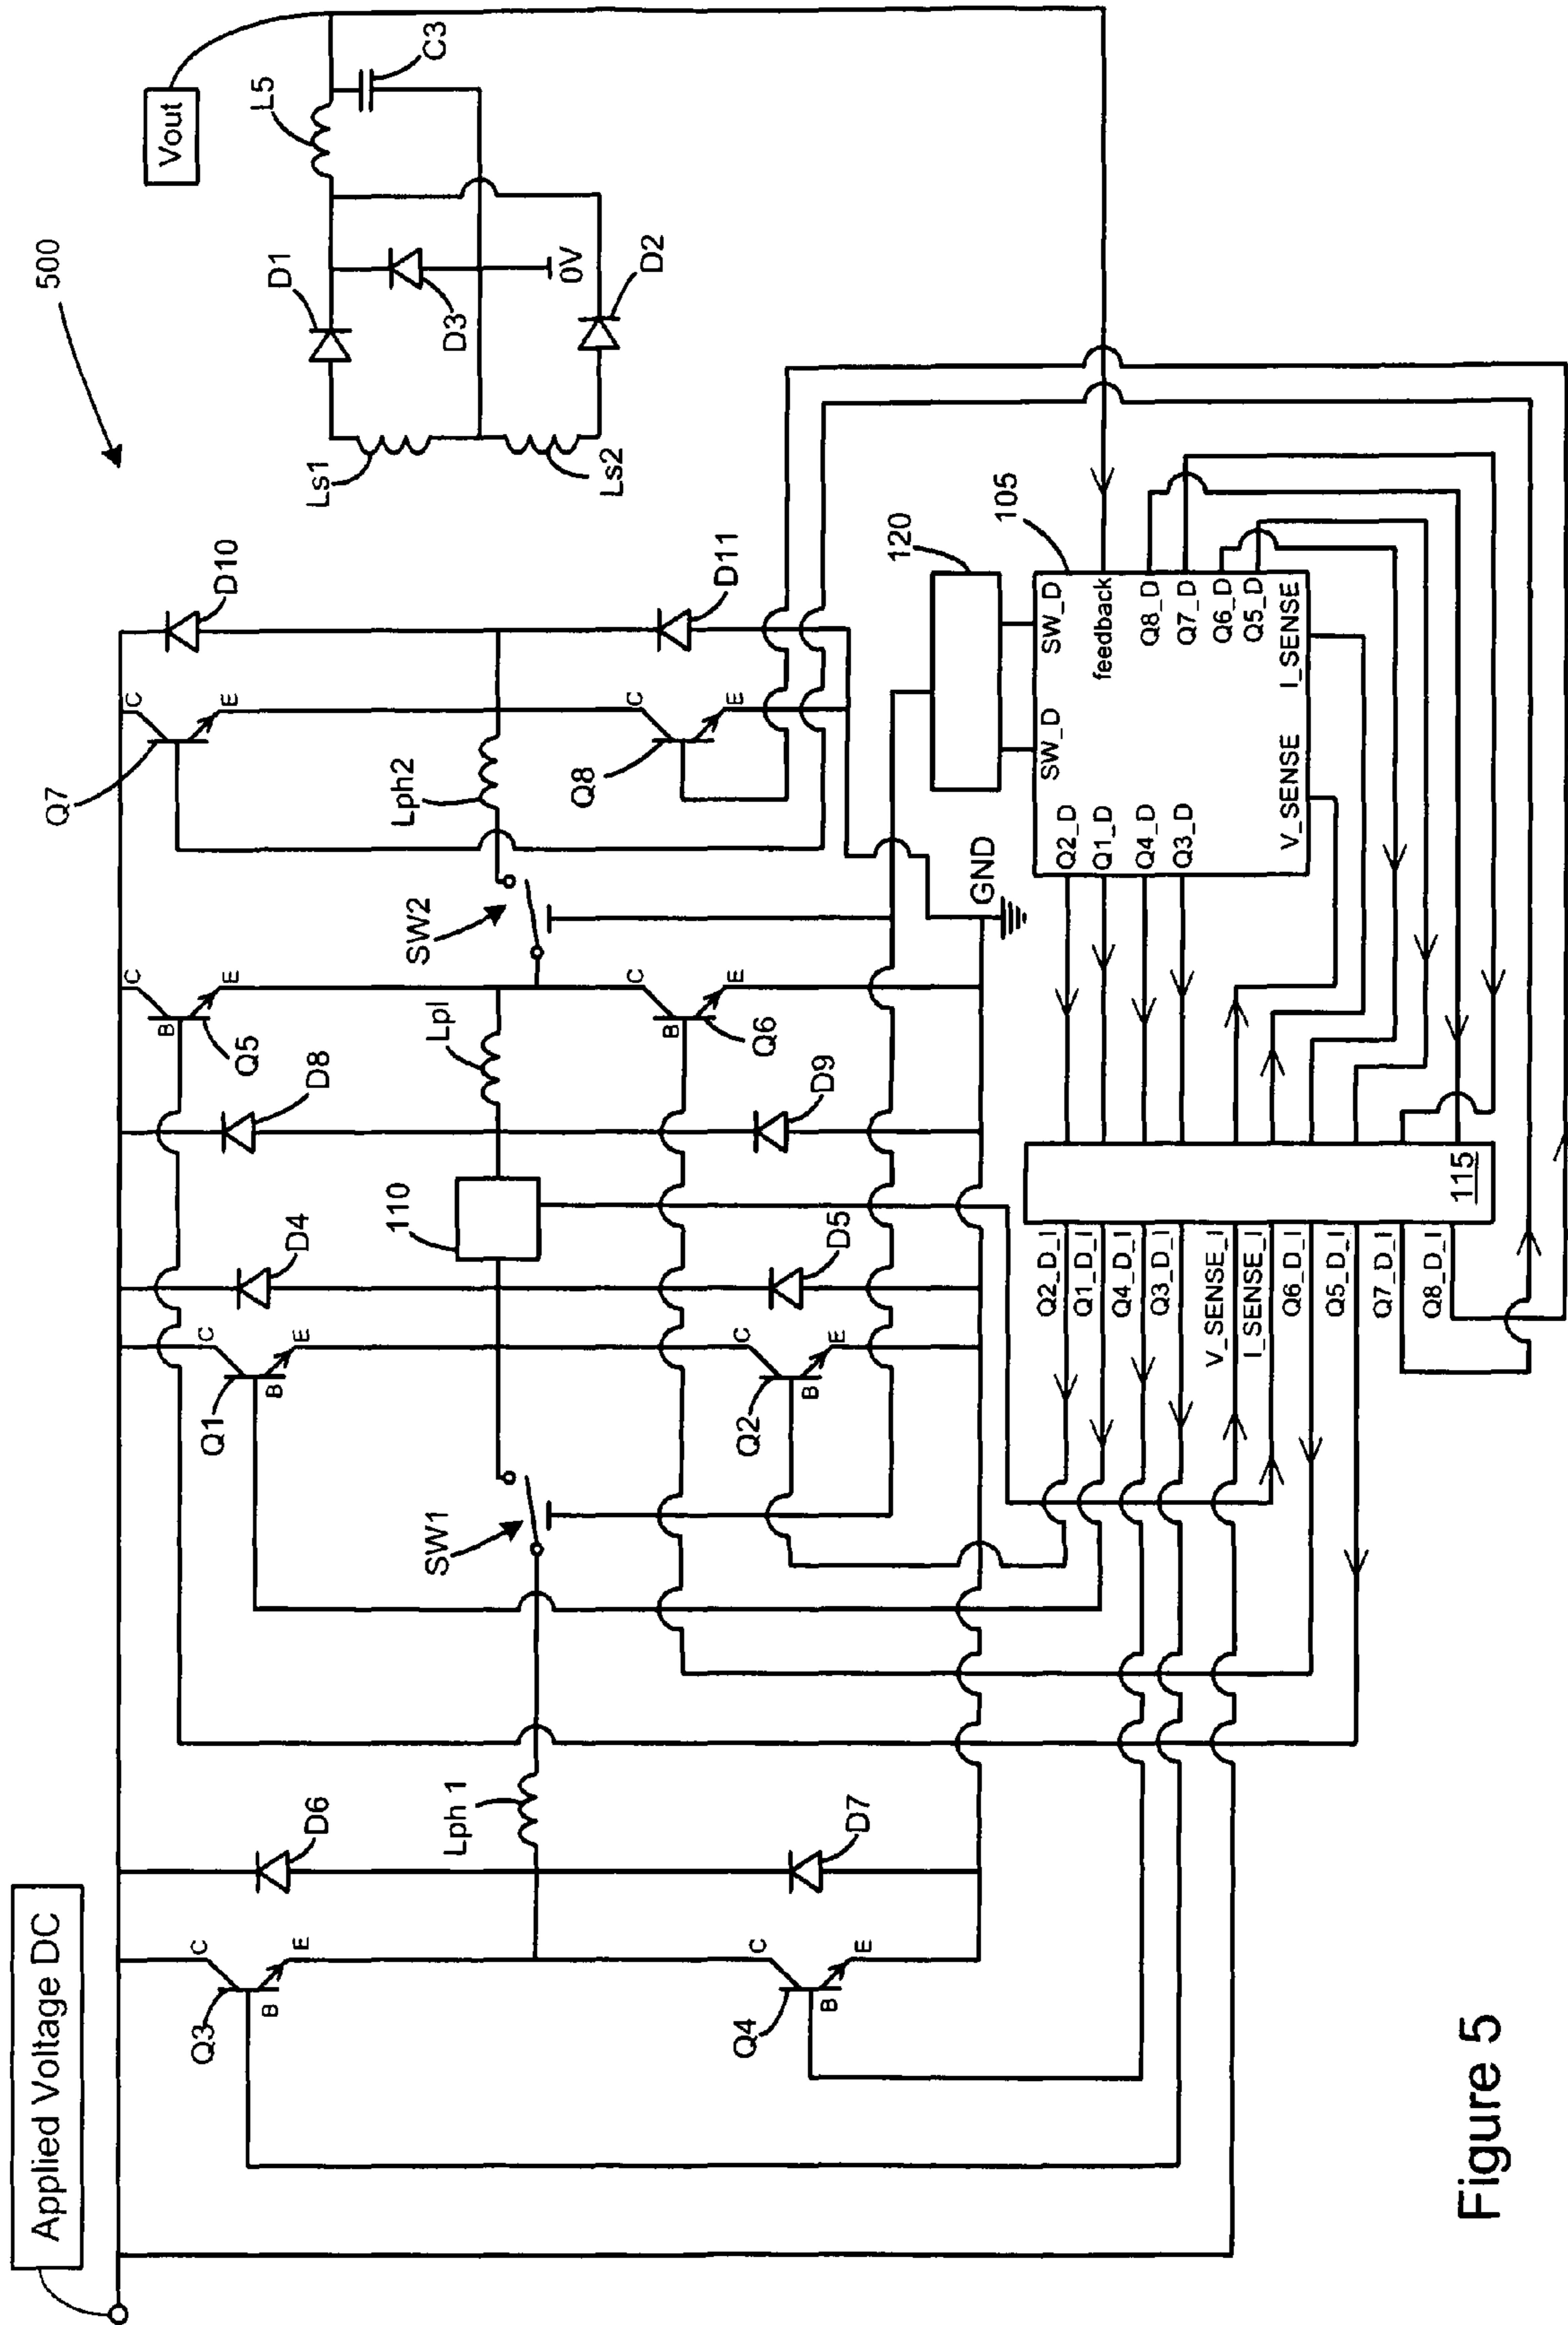 Applied Voltage DC
500
Vout
L5
C3
D1
D3
0V
D2
Ls1
Ls2
Q3
C
B
E
D6
Q1
C
B
E
D4
D8
Q5
C
B
E
Q7
C
E
D10
Lph 1
SW1
110
Lpl
SW2
Lph2
Q4
C
B
E
D7
Q2
C
B
E
D5
D9
Q6
C
B
E
Q8
C
E
D11
GND
120
105
SW_D
SW_D
feedback
Q2_D
Q1_D
Q4_D
Q3_D
Q8_D
Q7_D
Q6_D
Q5_D
V_SENSE
I_SENSE
Q2_D_I
Q1_D_I
Q4_D_I
Q3_D_I
V_SENSE_I
I_SENSE_I
Q6_D_I
Q5_D_I
Q7_D_I
Q8_D_I
115
Figure 5